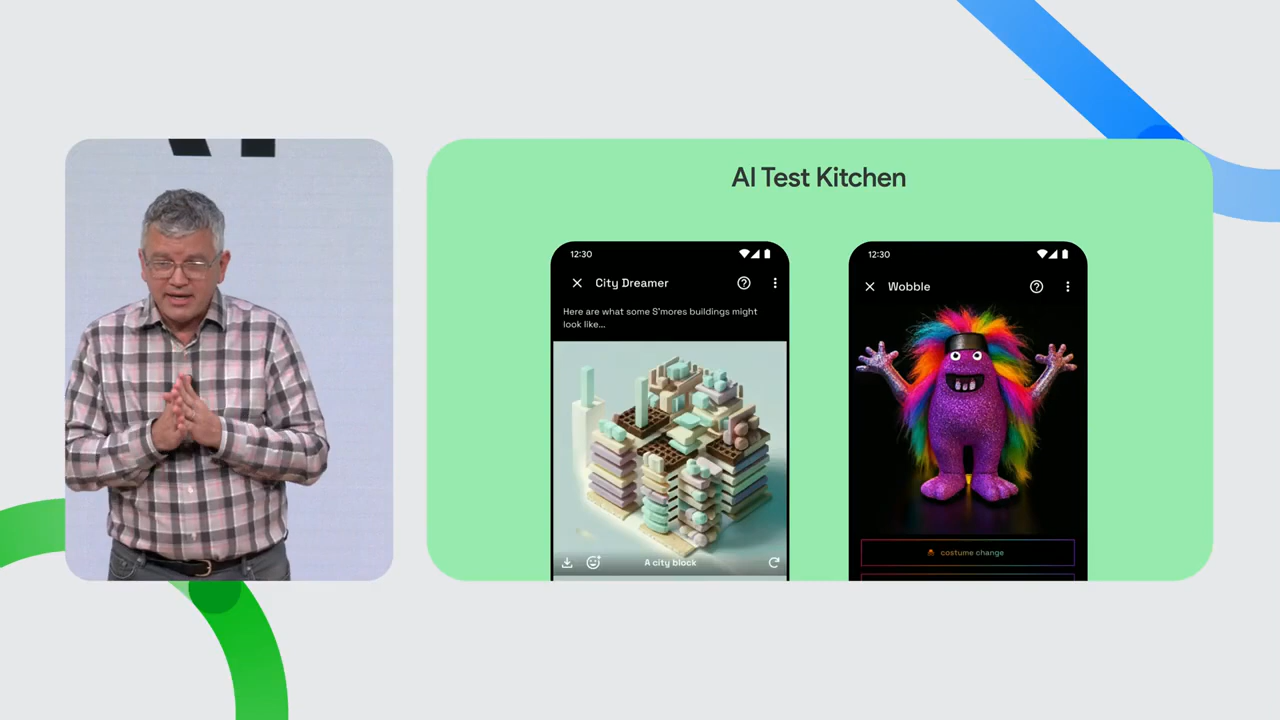 AI Test Kitchen
12:30
City Dreamer
Here are what some S'mores buildings might
look like...
A city block
12:30
Wobble
costume change